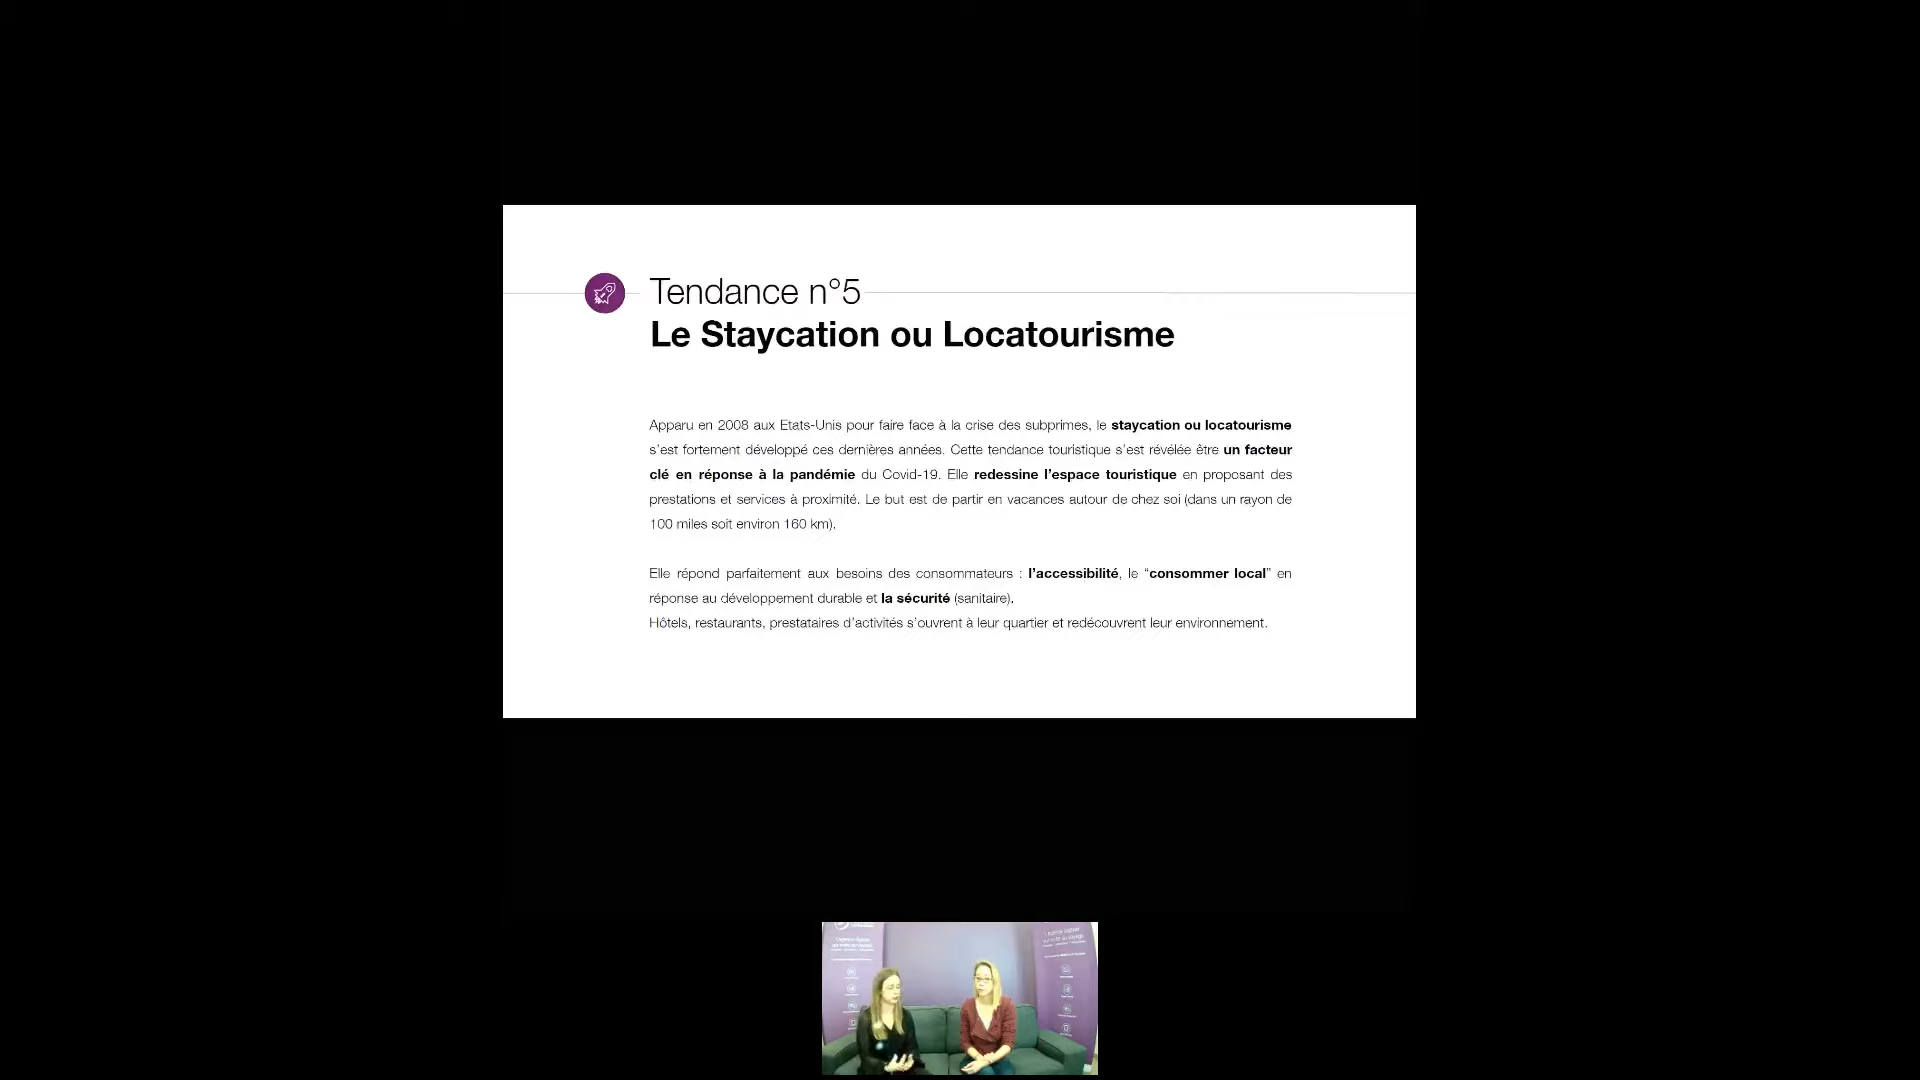 Tendance n°5
Le Staycation ou Locatourisme
Apparu en 2008 aux Etats-Unis pour faire face à la crise des subprimes, le staycation ou locatourisme
s'est fortement développé ces dernières années. Cette tendance touristique s'est révélée être un facteur
clé en réponse à la pandémie du Covid-19. Elle redessine l'espace touristique en proposant des
prestations et services à proximité. Le but est de partir en vacances autour de chez soi (dans un rayon de
100 miles soit environ 160 km).
Elle répond parfaitement aux besoins des consommateurs : l'accessibilité, le “consommer local” en
réponse au développement durable et la sécurité (sanitaire).
Hôtels, restaurants, prestataires d'activités s'ouvrent à leur quartier et redécouvrent leur environnement.